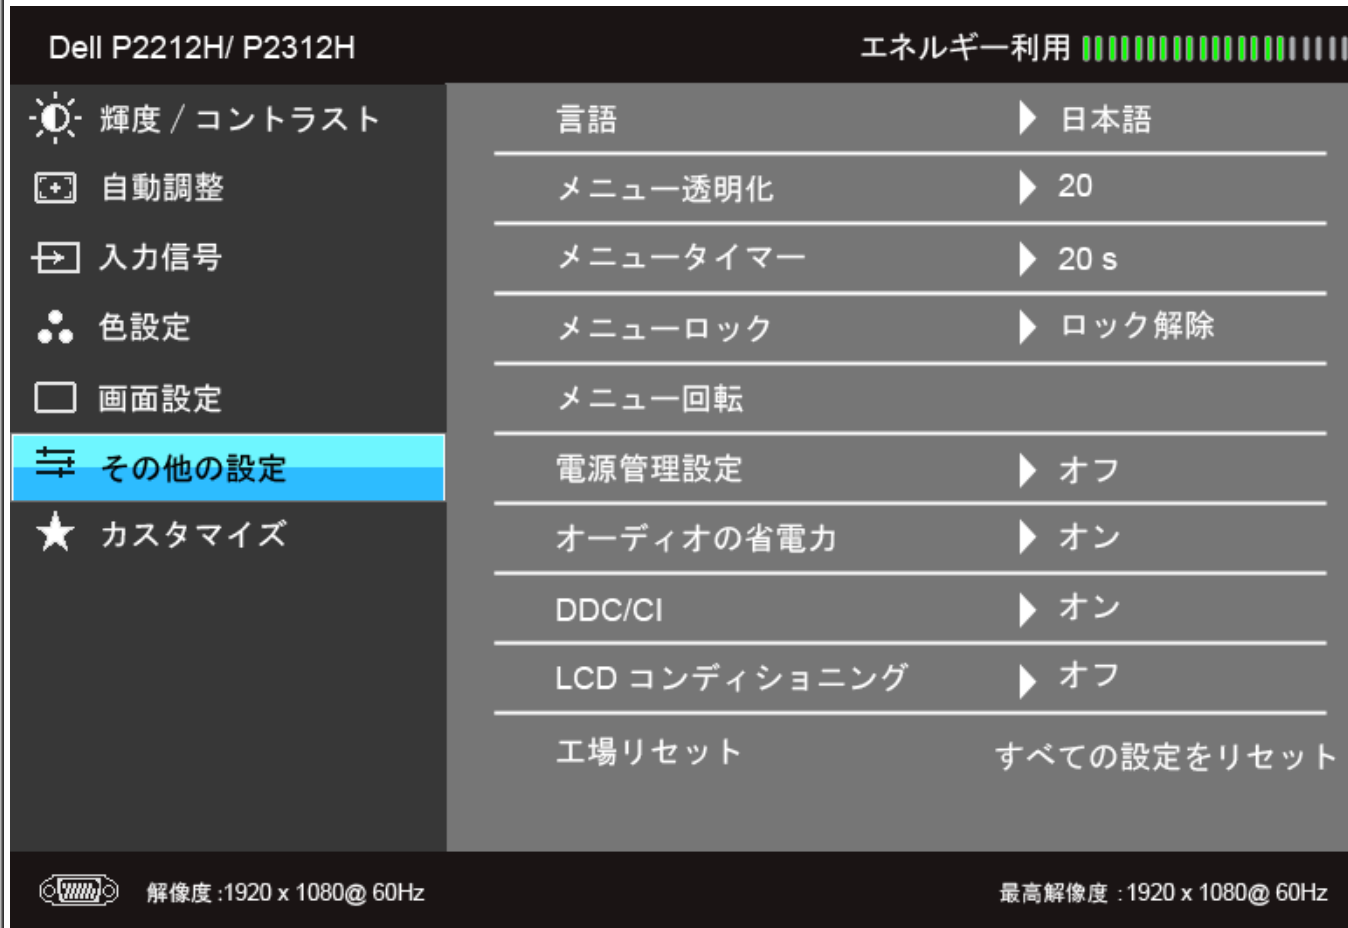 Dell P2212H/ P2312H
エネルギー利用
輝度 / コントラスト
自動調整
入力信号
色設定
画面設定
その他の設定
カスタマイズ
言語 日本語
メニュー透明化 20
メニュータイマー 20 s
メニューロック ロック解除
メニュー回転
電源管理設定 オフ
オーディオの省電力 オン
DDC/CI オン
LCD コンディショニング オフ
工場リセット すべての設定をリセット
解像度 :1920 x 1080@ 60Hz
最高解像度 : 1920 x 1080@ 60Hz